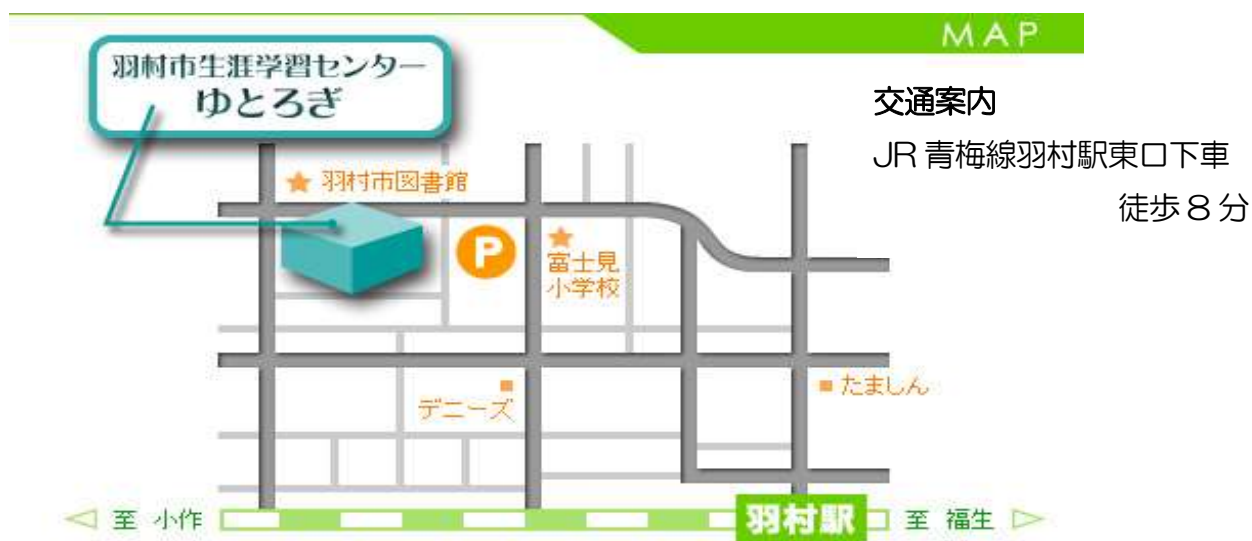 MAP
羽村市生涯学習センター
ゆとろぎ
交通案内
JR青梅線羽村駅東口下車
徒歩8分
★ 羽村市図書館
P
★
富士見
小学校
デニーズ
たましん
◁ 至 小作
羽村駅
至 福生 ▷